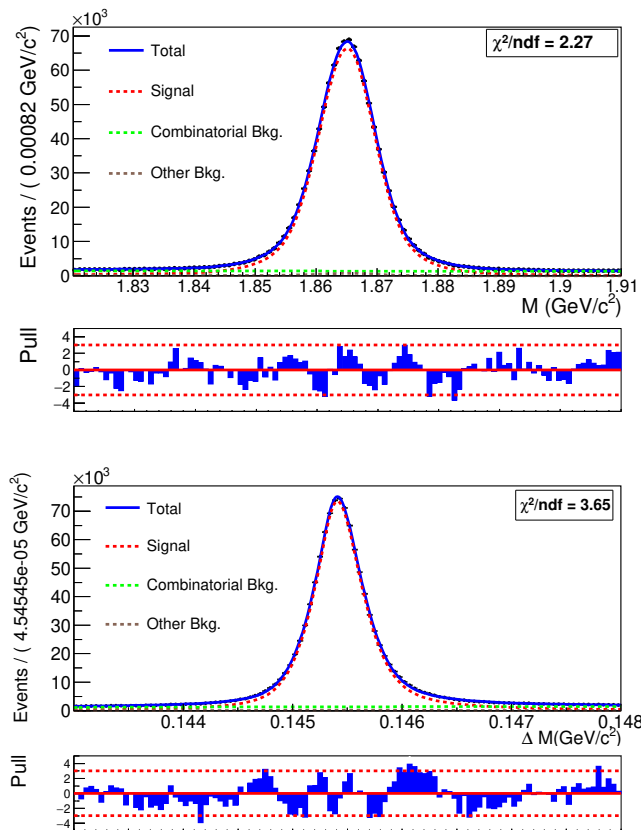 ×10³
70
60
50
40
30
20
10
0
Events / ( 0.00082 GeV/c²)
Total
Signal
Combinatorial Bkg.
Other Bkg.
χ²/ndf = 2.27
1.83 1.84 1.85 1.86 1.87 1.88 1.89 1.9 1.91
M (GeV/c²)
Pull
4
2
0
−2
−4
×10³
70
60
50
40
30
20
10
0
Events / ( 4.54545e-05 GeV/c²)
Total
Signal
Combinatorial Bkg.
Other Bkg.
χ²/ndf = 3.65
0.144 0.145 0.146 0.147 0.148
Δ M(GeV/c²)
Pull
4
2
0
−2
−4